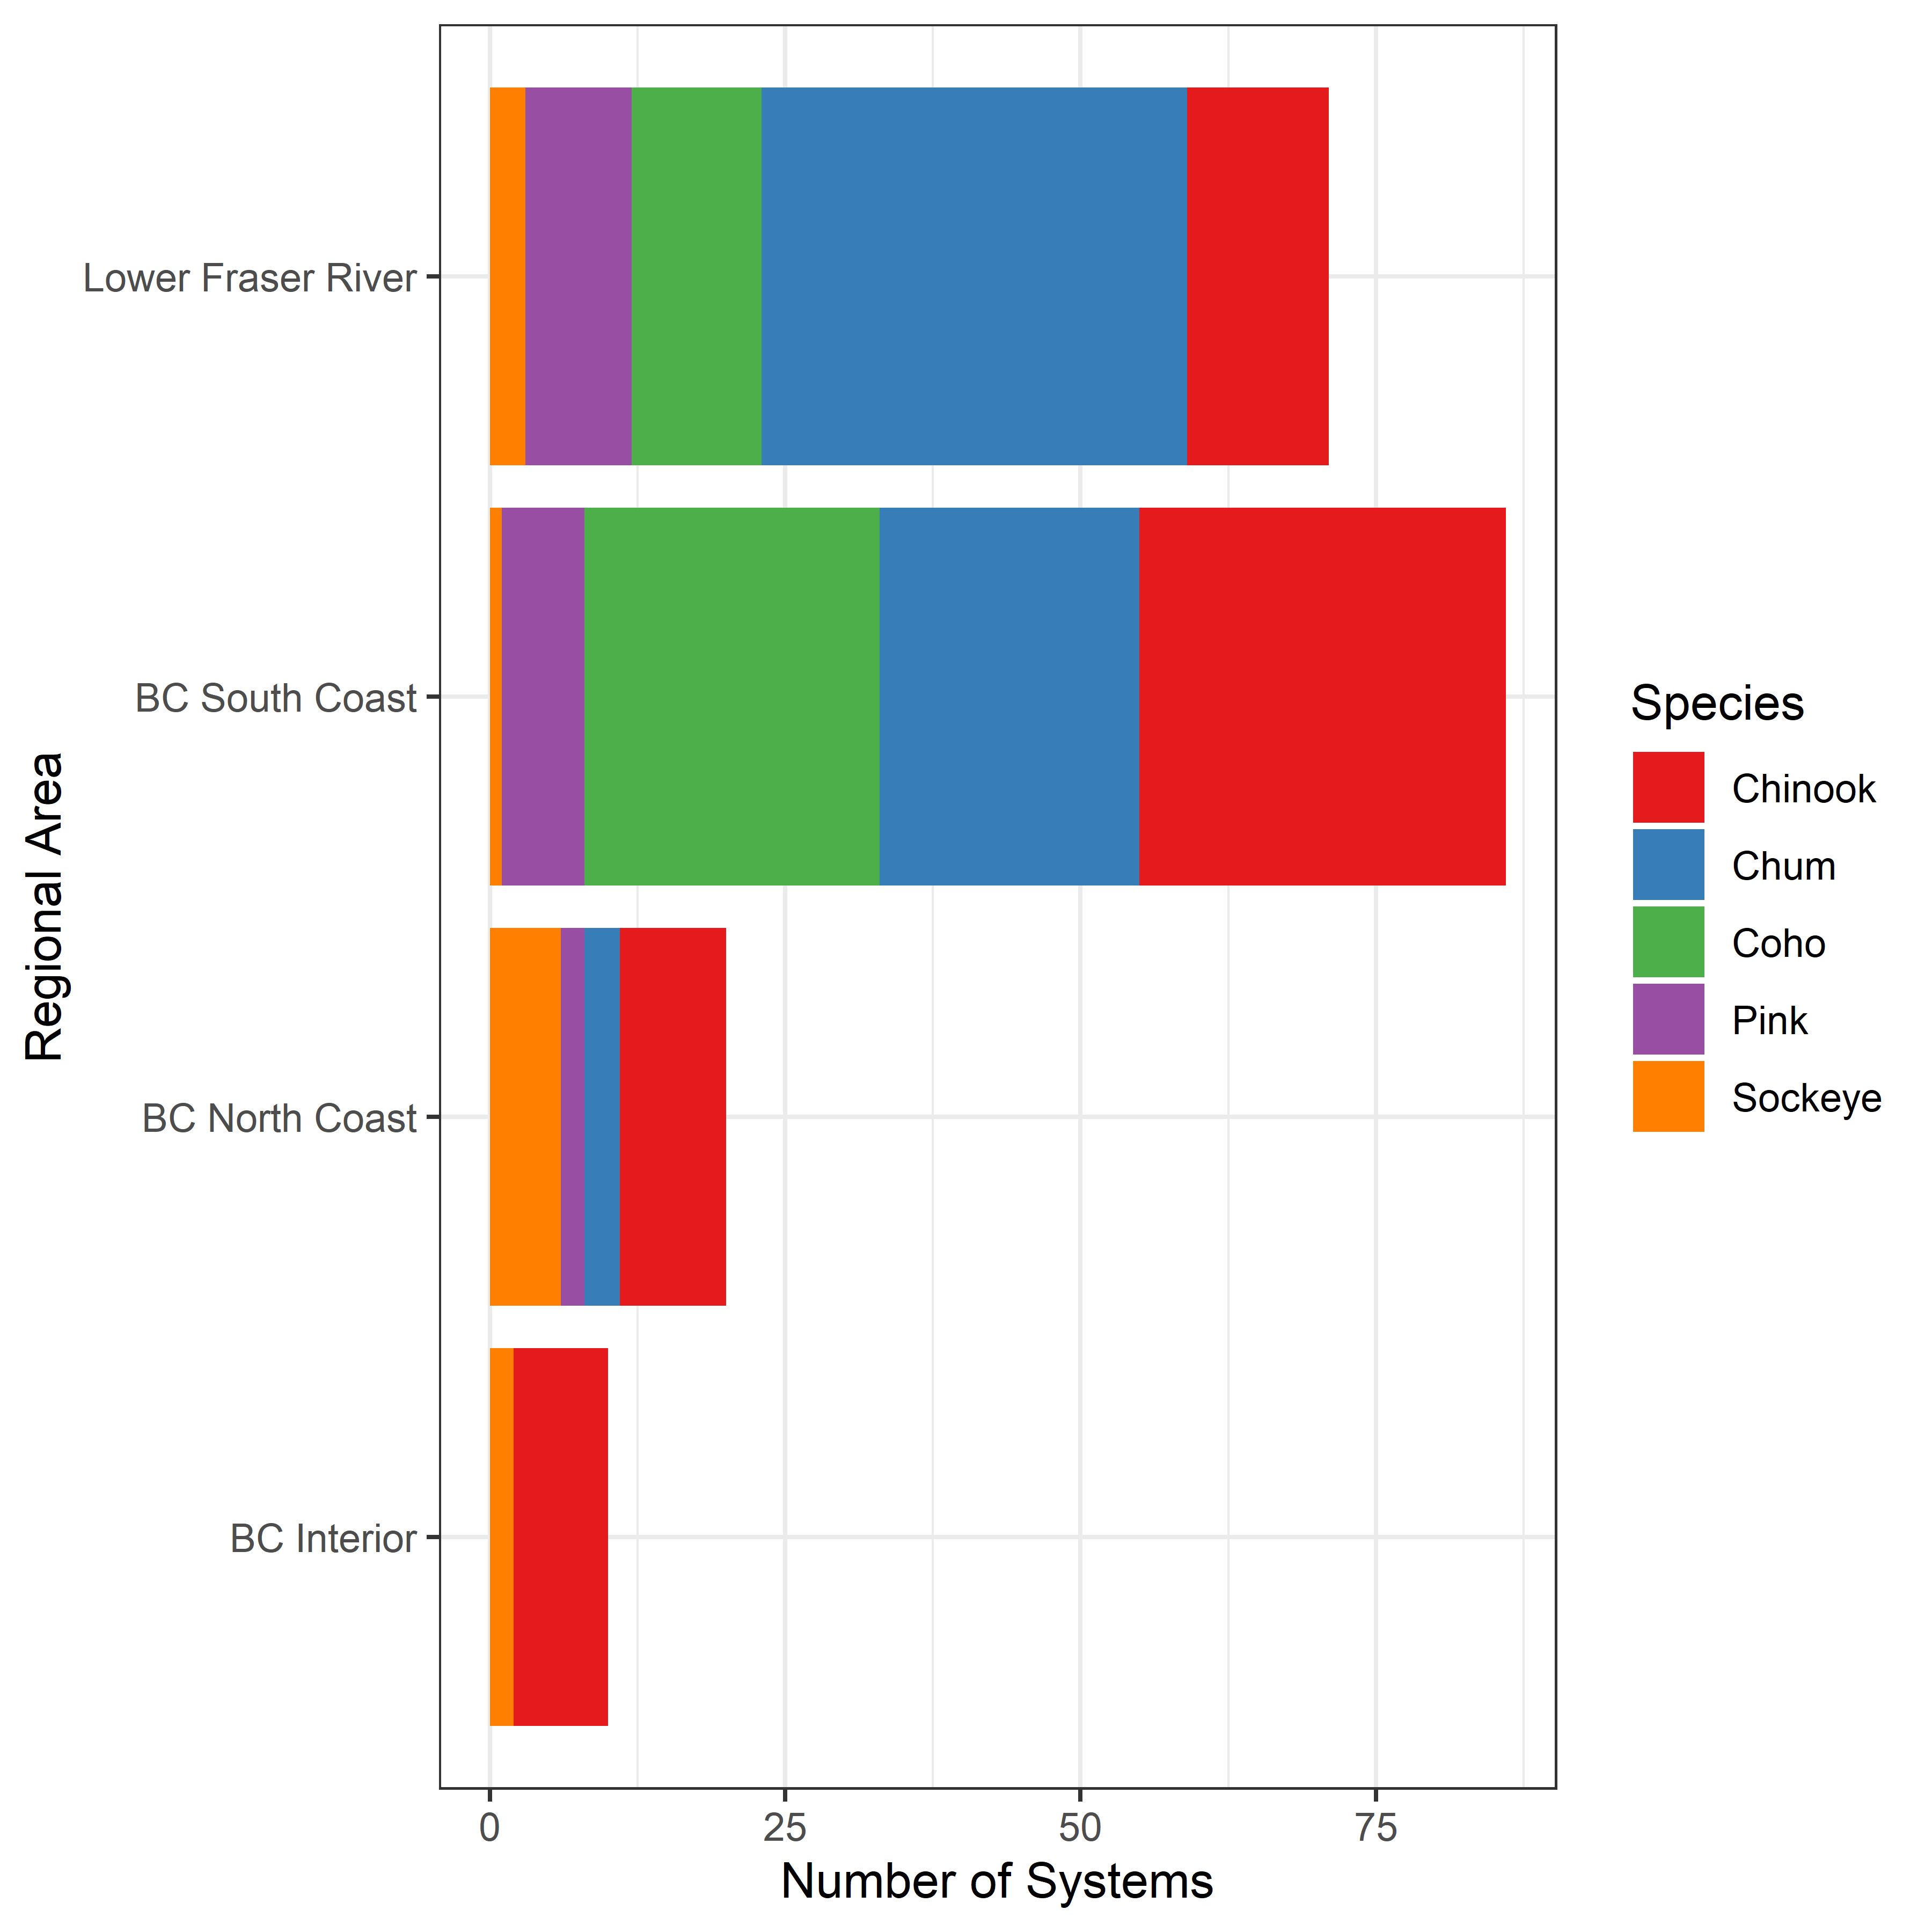 Lower Fraser River
BC South Coast
BC North Coast
BC Interior
Regional Area
0 25 50 75
Number of Systems
Species
Chinook
Chum
Coho
Pink
Sockeye